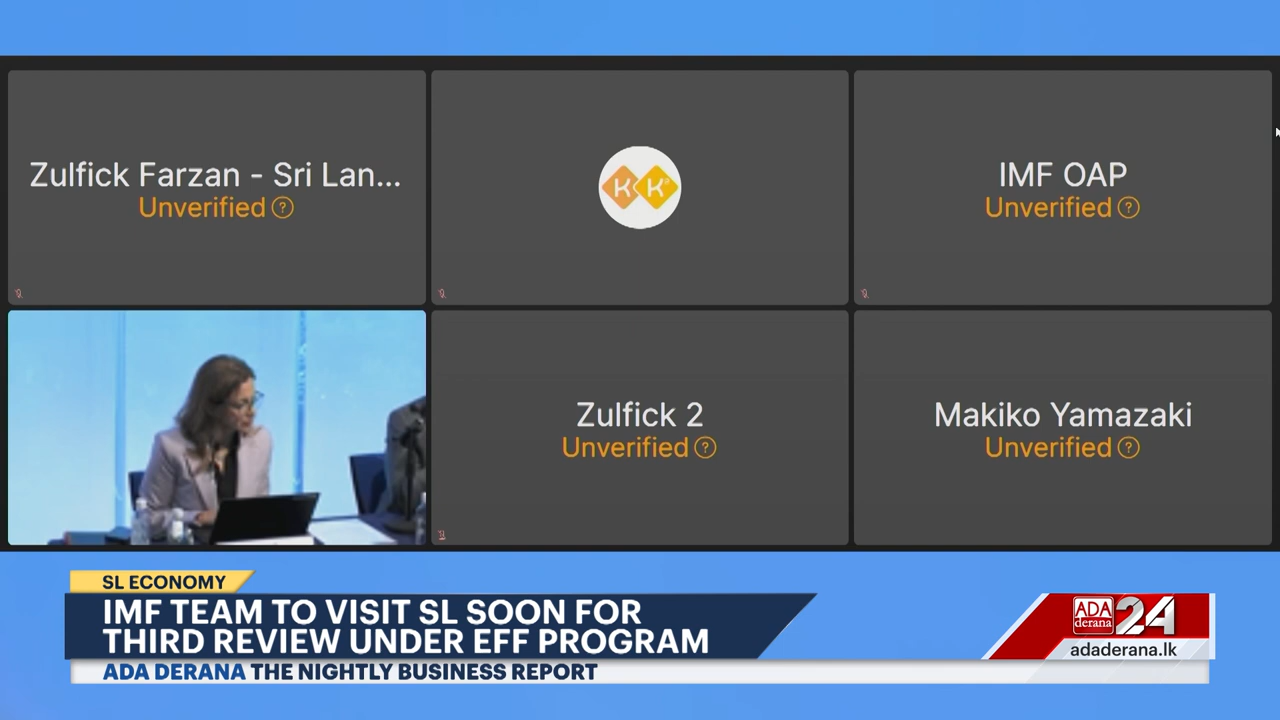 Zulfick Farzan - Sri Lan...
Unverified ?
K K
IMF OAP
Unverified ?
Zulfick 2
Unverified ?
Makiko Yamazaki
Unverified ?
SL ECONOMY
IMF TEAM TO VISIT SL SOON FOR
THIRD REVIEW UNDER EFF PROGRAM
ADA DERANA THE NIGHTLY BUSINESS REPORT
ADA
derana 24
adaderana.lk